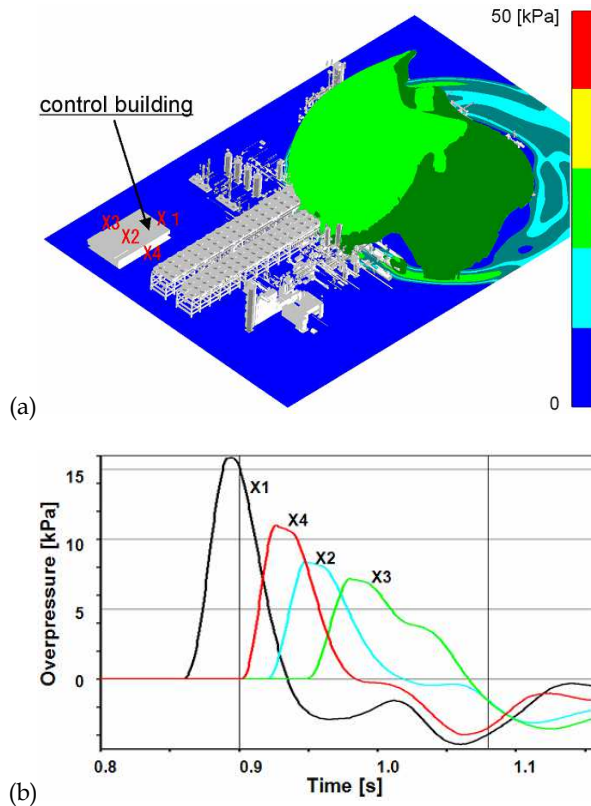 50 [kPa]
control building
X3
X 1
X2
X4
0
(a)
15
10
5
0
Overpressure [kPa]
X1
X4
X2
X3
0.8
0.9
1.0
1.1
Time [s]
(b)